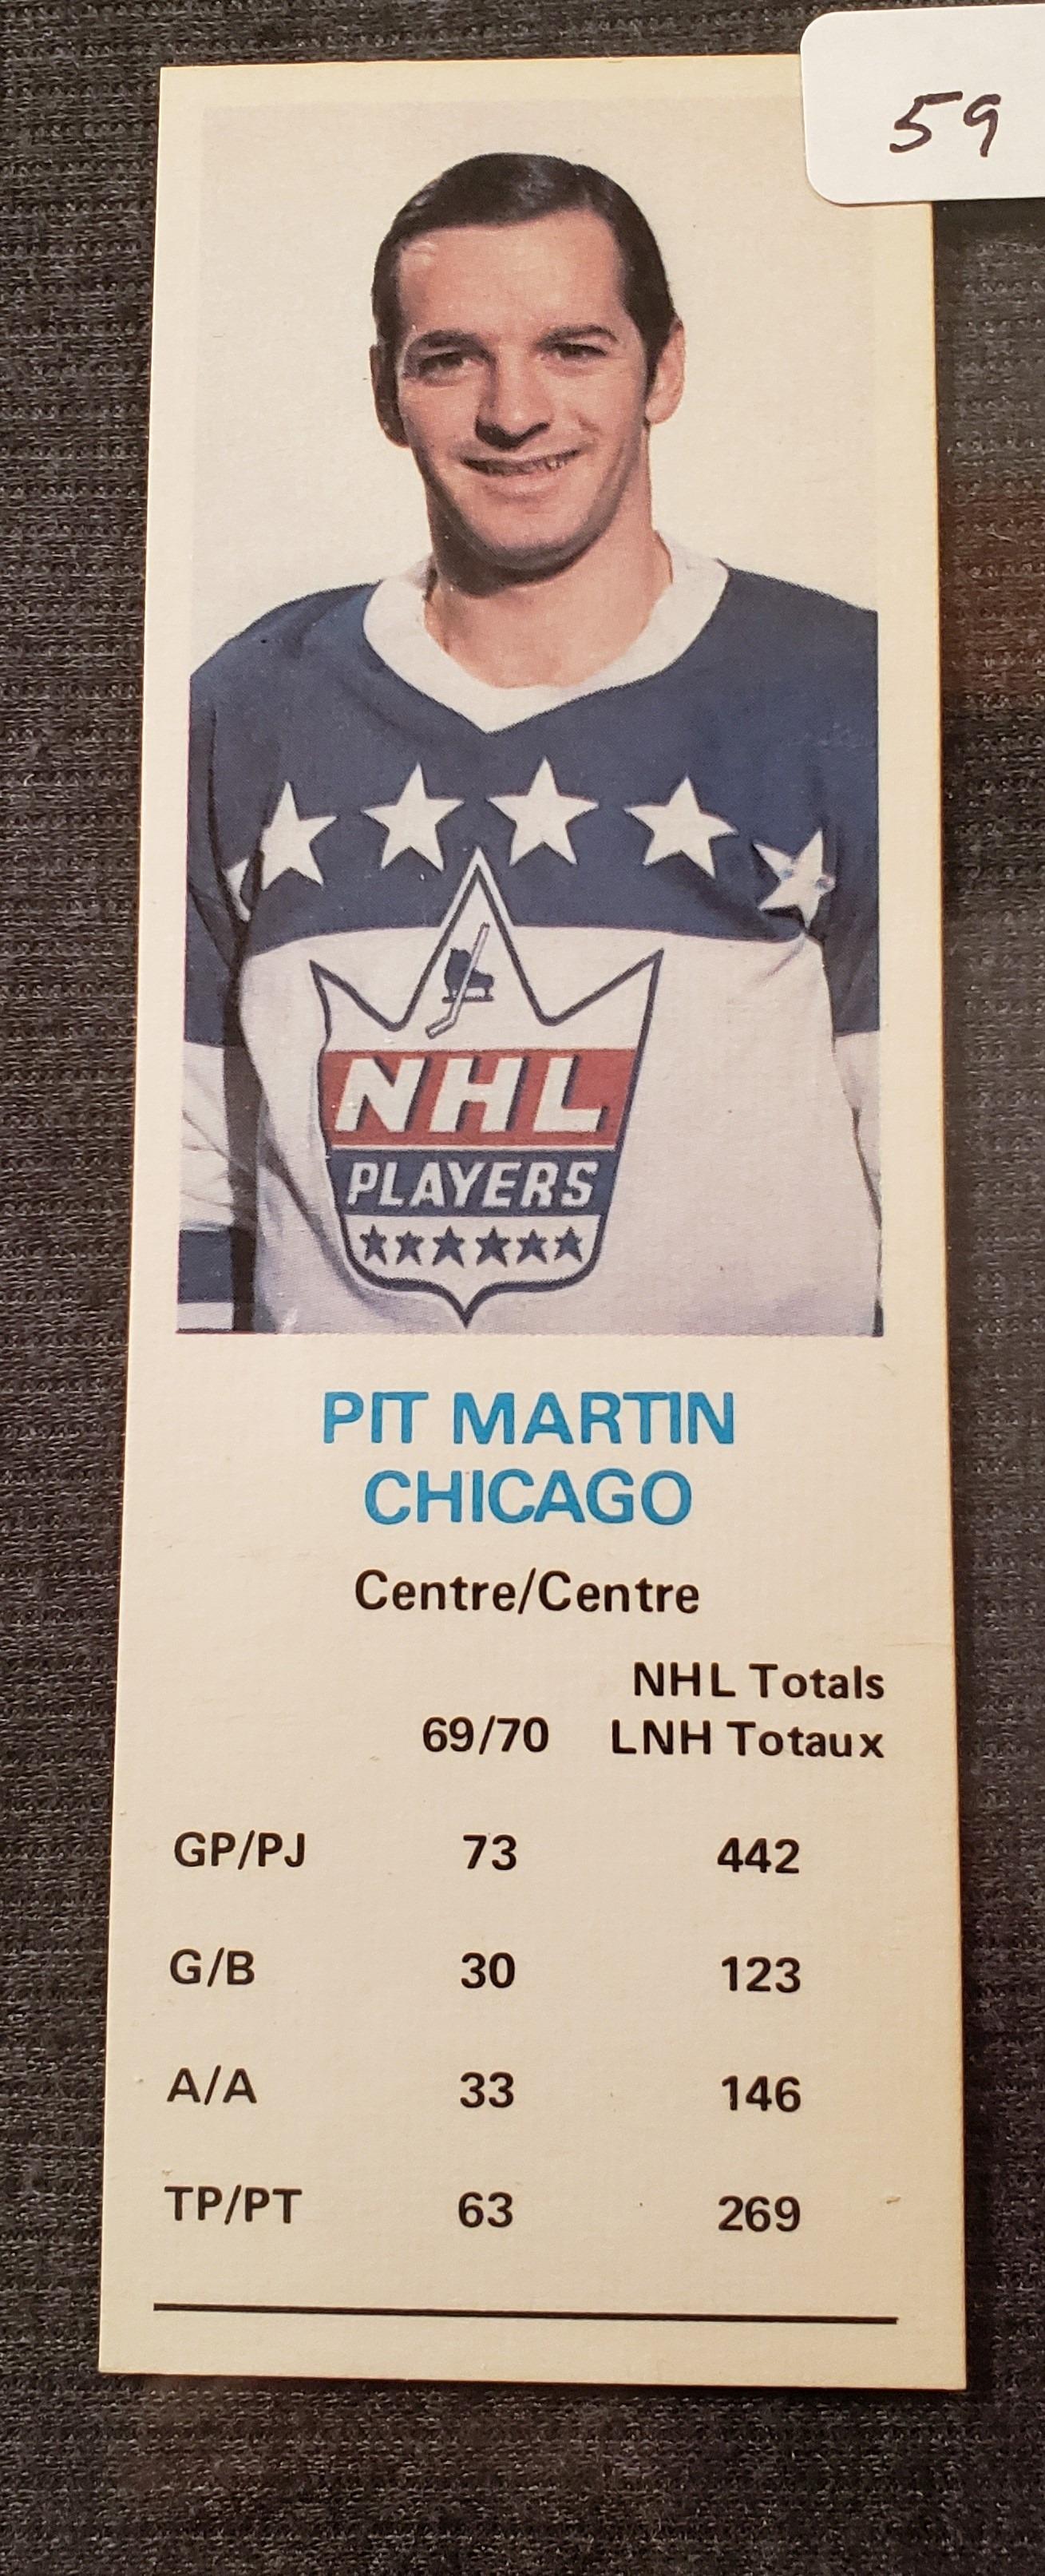 59
NHL
PLAYERS
PIT MARTIN
CHICAGO
Centre/Centre
NHL Totals
69/70 LNH Totaux
GP/PJ 73 442
G/B 30 123
A/A 33 146
TP/PT 63 269